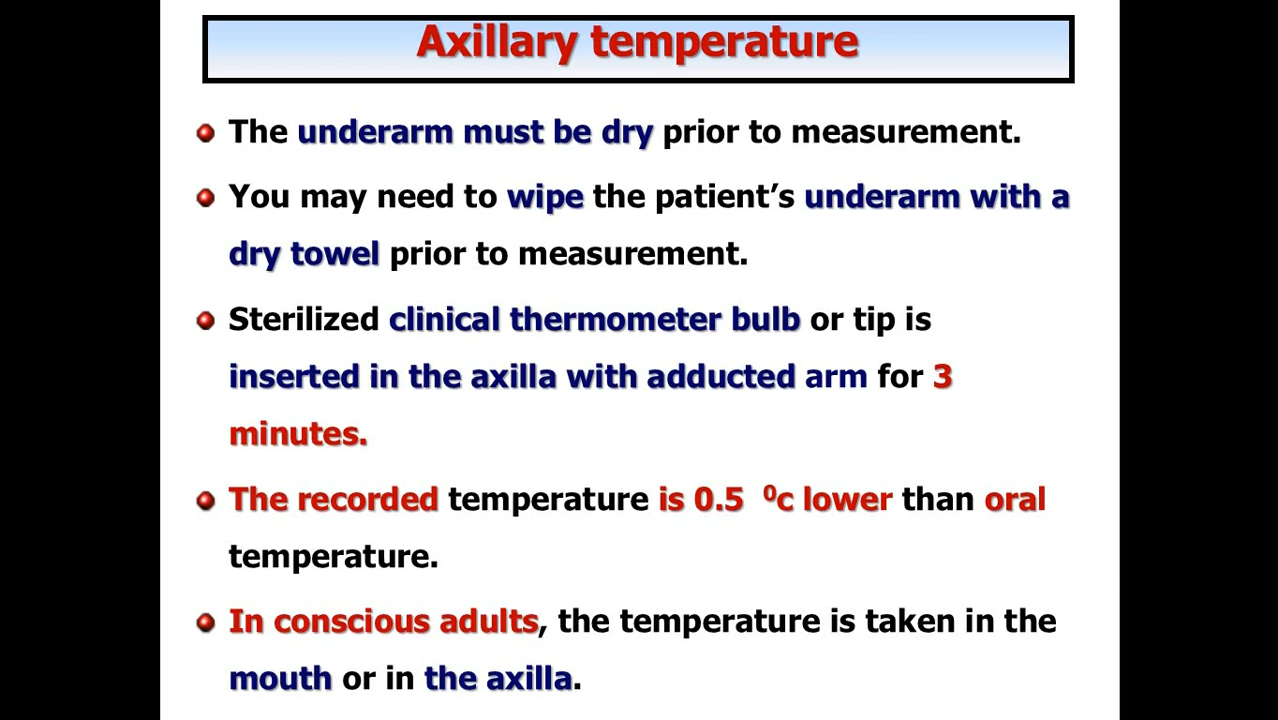 Axillary temperature
The underarm must be dry prior to measurement.
You may need to wipe the patient’s underarm with a
dry towel prior to measurement.
Sterilized clinical thermometer bulb or tip is
inserted in the axilla with adducted arm for 3
minutes.
The recorded temperature is 0.5 ⁰c lower than oral
temperature.
In conscious adults, the temperature is taken in the
mouth or in the axilla.